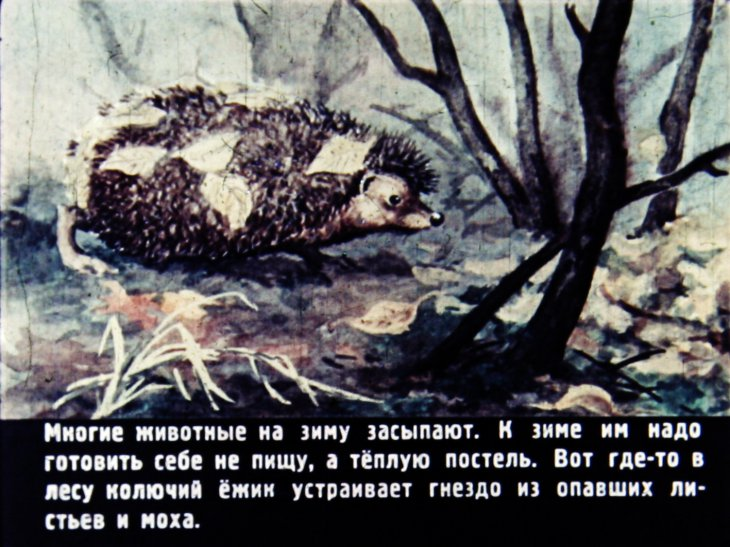 Многие животные на зиму засыпают. К зиме им надо
готовить себе не пищу, а тёплую постель. Вот где-то в
лесу колючий ёжик устраивает гнездо из опавших ли-
стьев и моха.